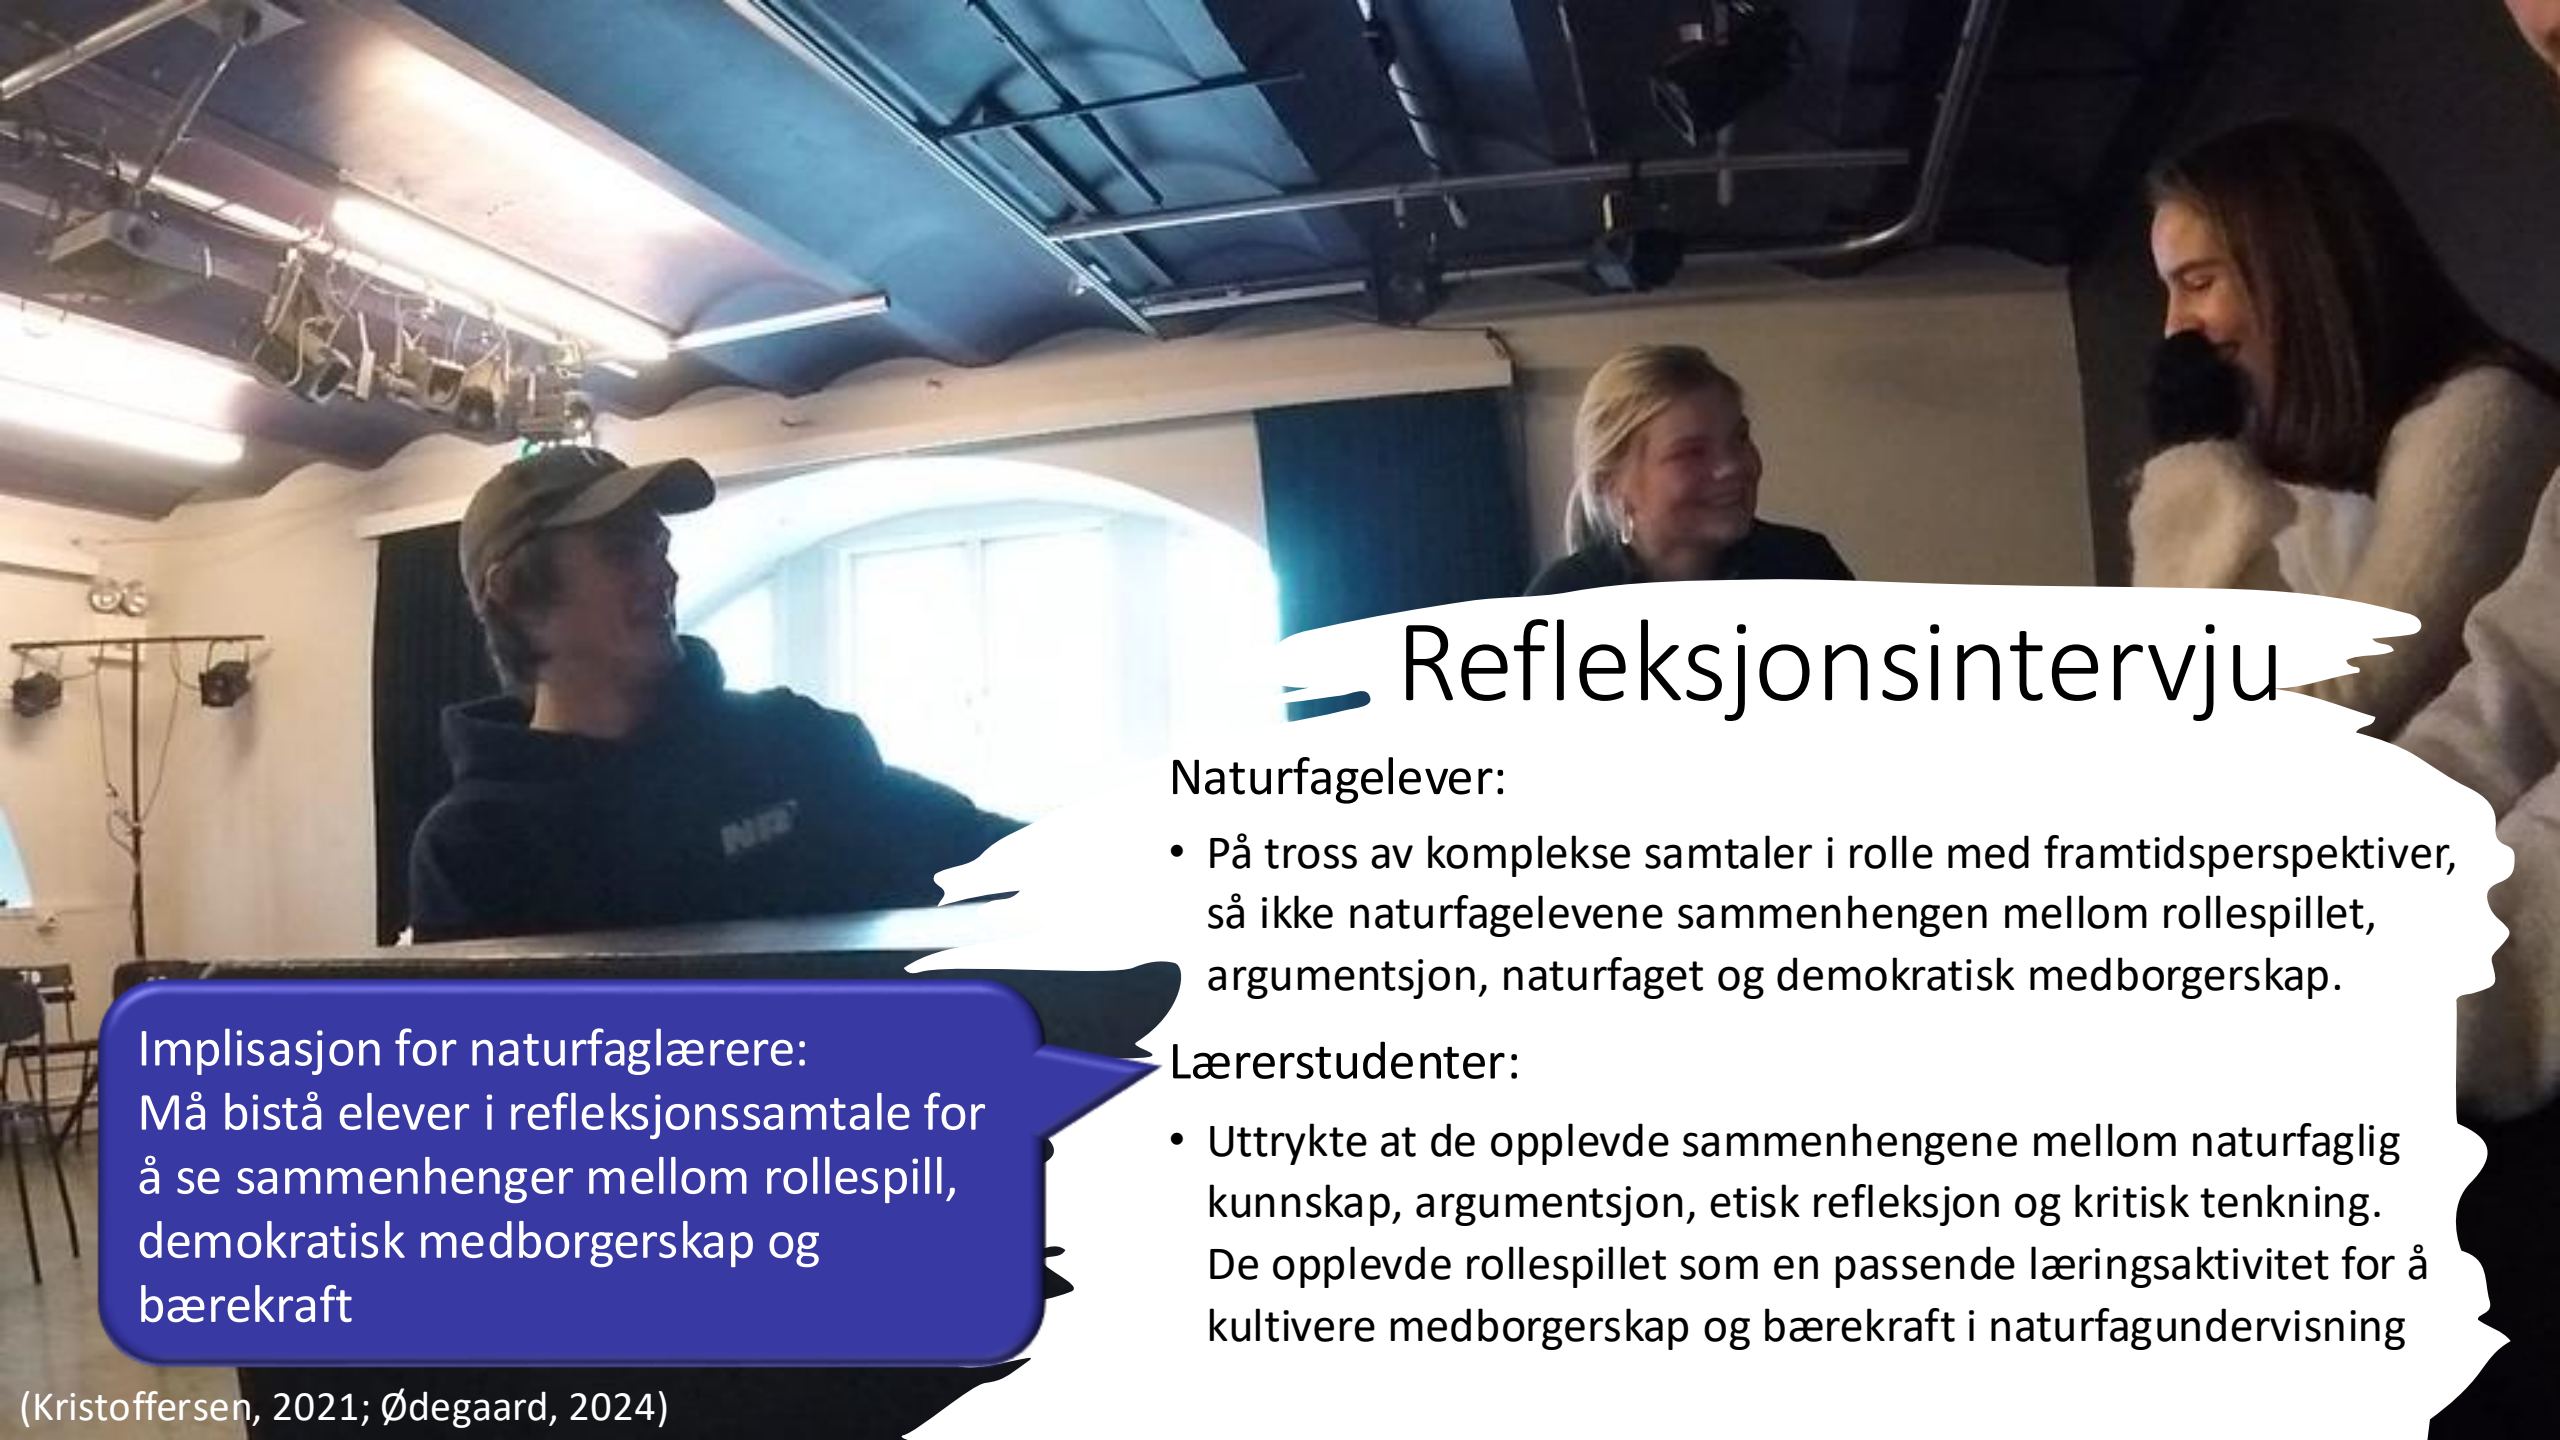 Refleksjonsintervju
Naturfagelever:
• På tross av komplekse samtaler i rolle med framtidsperspektiver,
så ikke naturfagelevene sammenhengen mellom rollespillet,
argumentsjon, naturfaget og demokratisk medborgerskap.
Lærerstudenter:
• Uttrykte at de opplevde sammenhengene mellom naturfaglig
kunnskap, argumentsjon, etisk refleksjon og kritisk tenkning.
De opplevde rollespillet som en passende læringsaktivitet for å
kultivere medborgerskap og bærekraft i naturfagundervisning
Implisasjon for naturfaglærere:
Må bistå elever i refleksjonssamtale for
å se sammenhenger mellom rollespill,
demokratisk medborgerskap og
bærekraft
(Kristoffersen, 2021; Ødegaard, 2024)